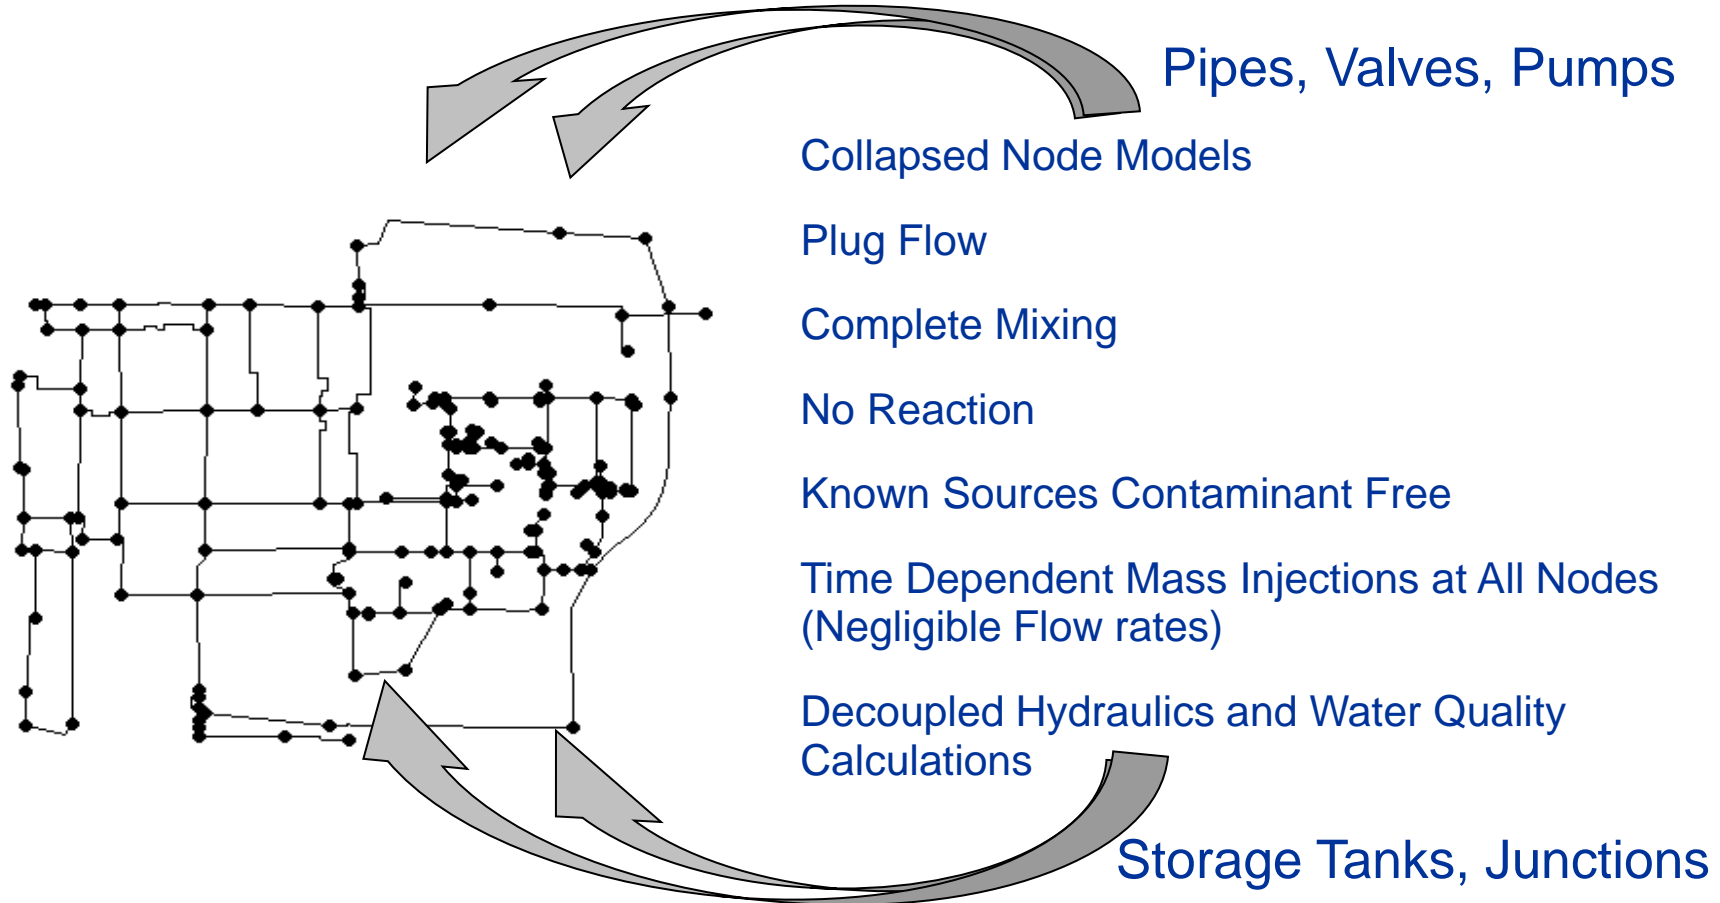 Pipes, Valves, Pumps
Collapsed Node Models
Plug Flow
Complete Mixing
No Reaction
Known Sources Contaminant Free
Time Dependent Mass Injections at All Nodes
(Negligible Flow rates)
Decoupled Hydraulics and Water Quality
Calculations
Storage Tanks, Junctions